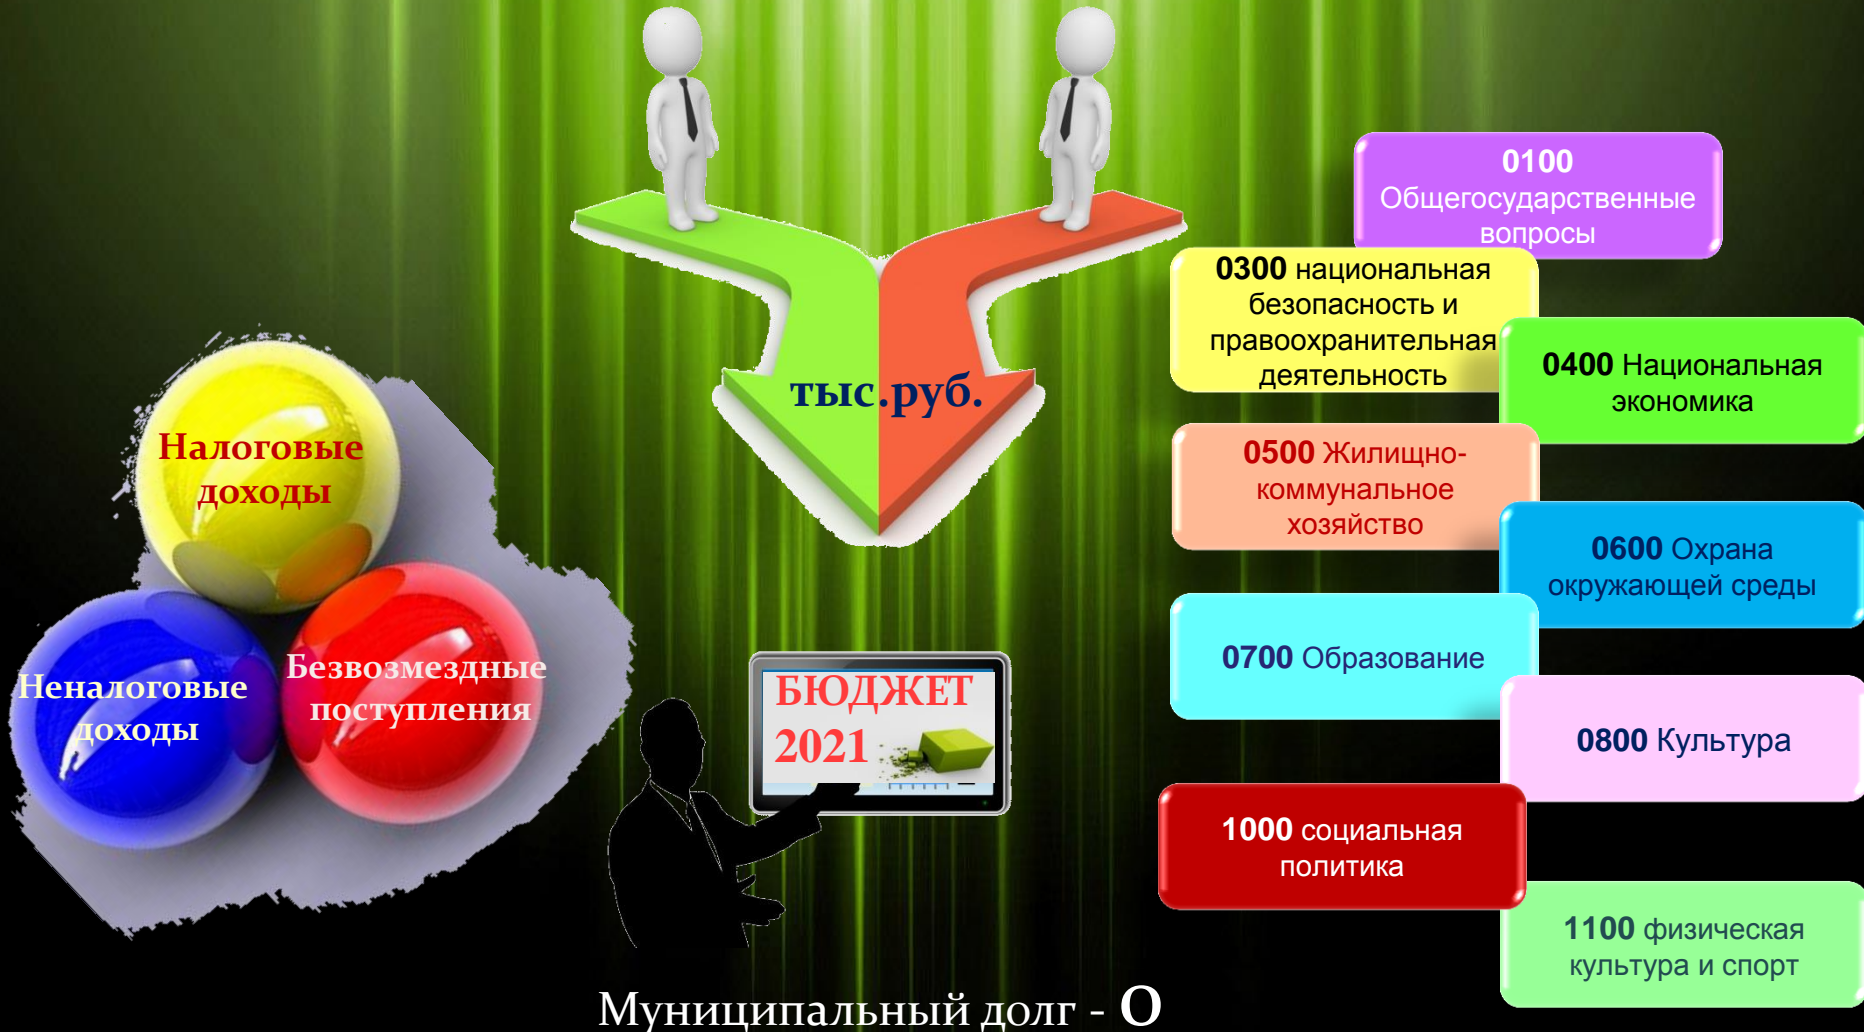 Налоговые
доходы
Неналоговые
доходы
Безвозмездные
поступления
тыс.руб.
БЮДЖЕТ
2021
0100
Общегосударственные
вопросы
0300 национальная
безопасность и
правоохранительная
деятельность
0400 Национальная
экономика
0500 Жилищно-
коммунальное
хозяйство
0600 Охрана
окружающей среды
0700 Образование
0800 Культура
1000 социальная
политика
1100 физическая
культура и спорт
Муниципальный долг - 0